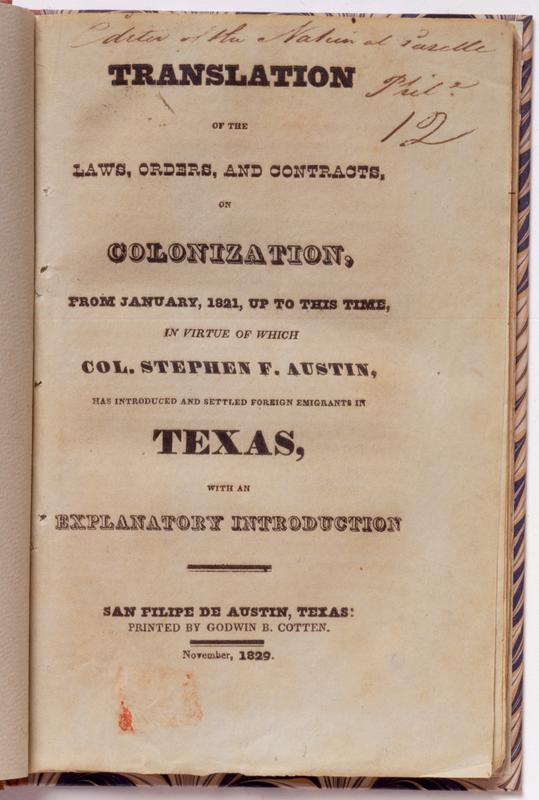 Editor of the National Gazette
Phila
12
TRANSLATION
OF THE
LAWS, ORDERS, AND CONTRACTS,
ON
COLONIZATION,
FROM JANUARY, 1821, UP TO THIS TIME,
IN VIRTUE OF WHICH
COL. STEPHEN F. AUSTIN,
HAS INTRODUCED AND SETTLED FOREIGN EMIGRANTS IN
TEXAS,
WITH AN
EXPLANATORY INTRODUCTION
SAN FILIPE DE AUSTIN, TEXAS:
PRINTED BY GODWIN B. COTTEN.
November, 1829.